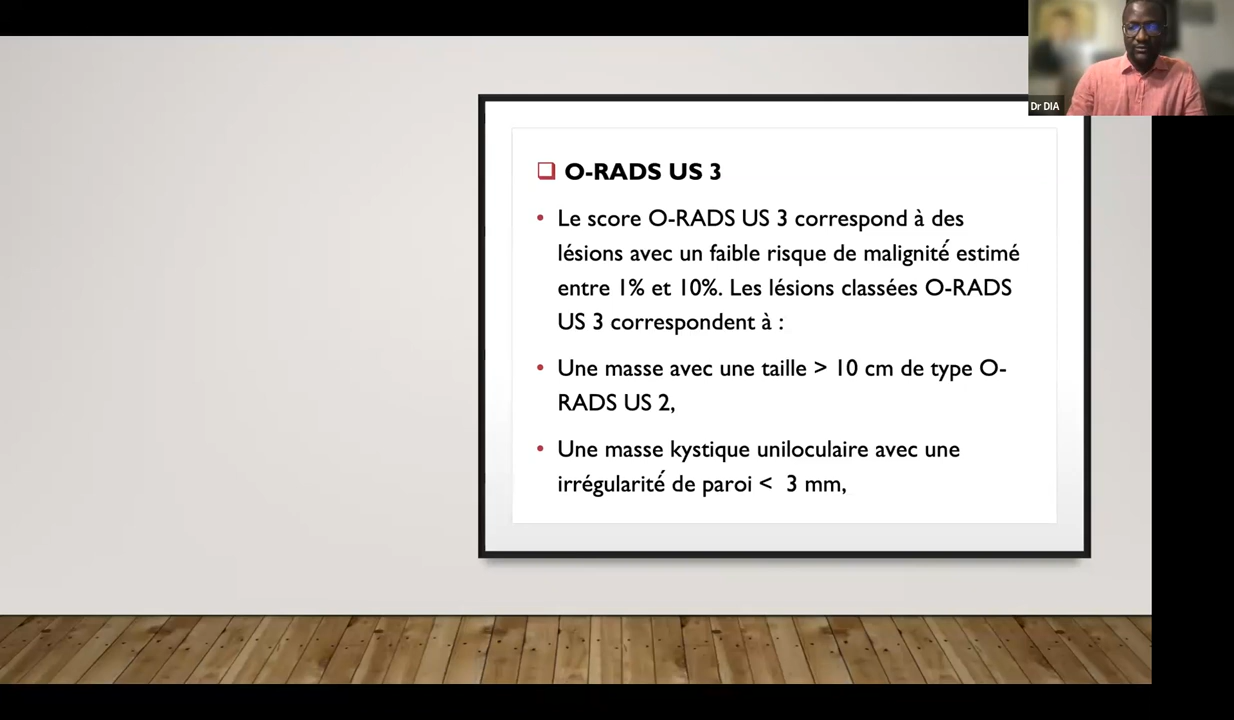 Dr DIA
O-RADS US 3
Le score O-RADS US 3 correspond à des
lésions avec un faible risque de malignité estimé
entre 1% et 10%. Les lésions classées O-RADS
US 3 correspondent à :
Une masse avec une taille > 10 cm de type O-
RADS US 2,
Une masse kystique uniloculaire avec une
irrégularité de paroi < 3 mm,